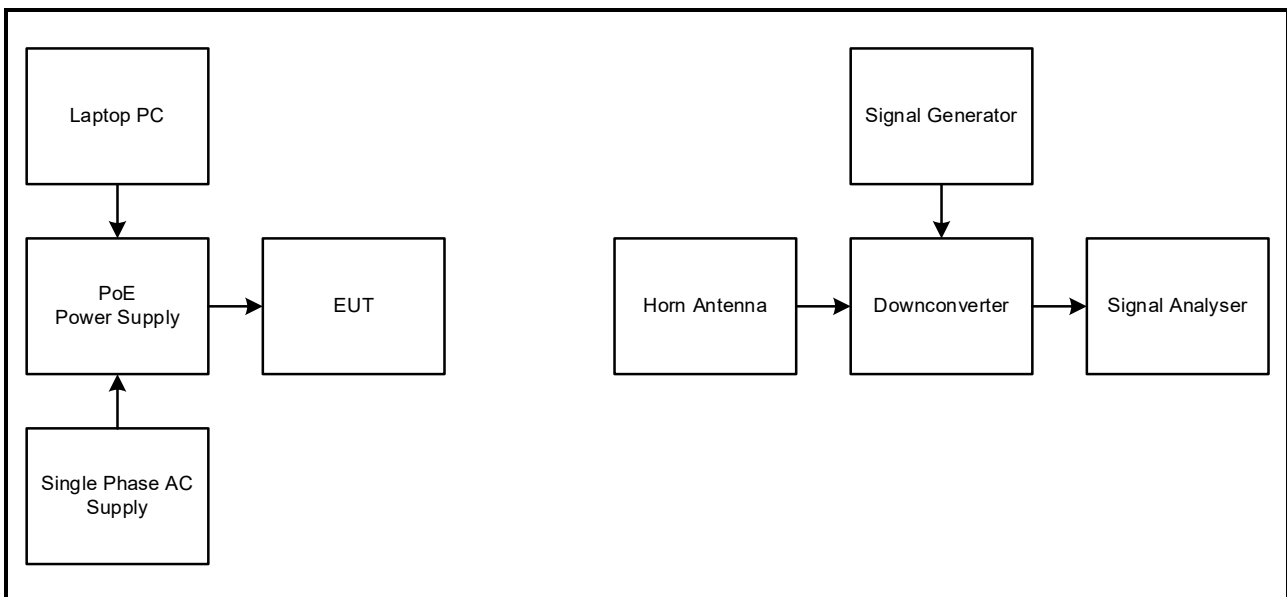 Laptop PC
Signal Generator
PoE
Power Supply
EUT
Horn Antenna
Downconverter
Signal Analyser
Single Phase AC
Supply